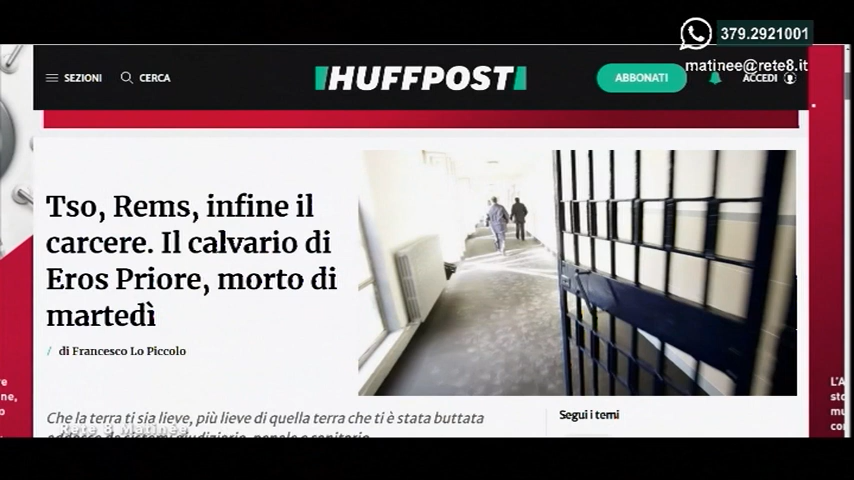 379.2921001
matinee@rete8.it
SEZIONI
CERCA
HUFFPOST
ABBONATI
ACCEDI
Tso, Rems, infine il
carcere. Il calvario di
Eros Priore, morto di
martedì
/ di Francesco Lo Piccolo
Che la terra ti sia lieve, più lieve di quella terra che ti è stata buttata
Segui i temi
Rete 8 Matinée